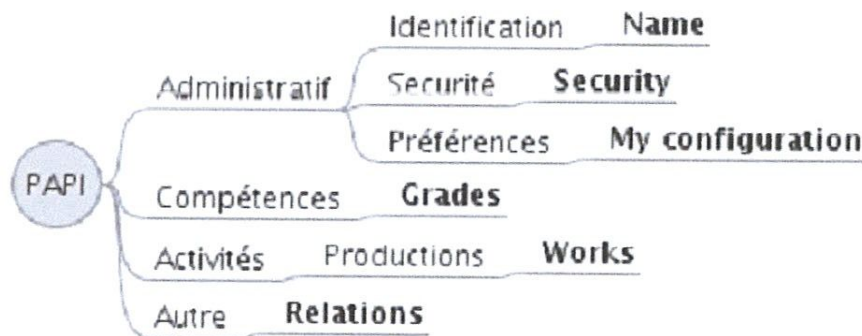 Identification Name
Administratif Securité Security
Préférences My configuration
PAPI
Compétences Grades
Activités Productions Works
Autre Relations